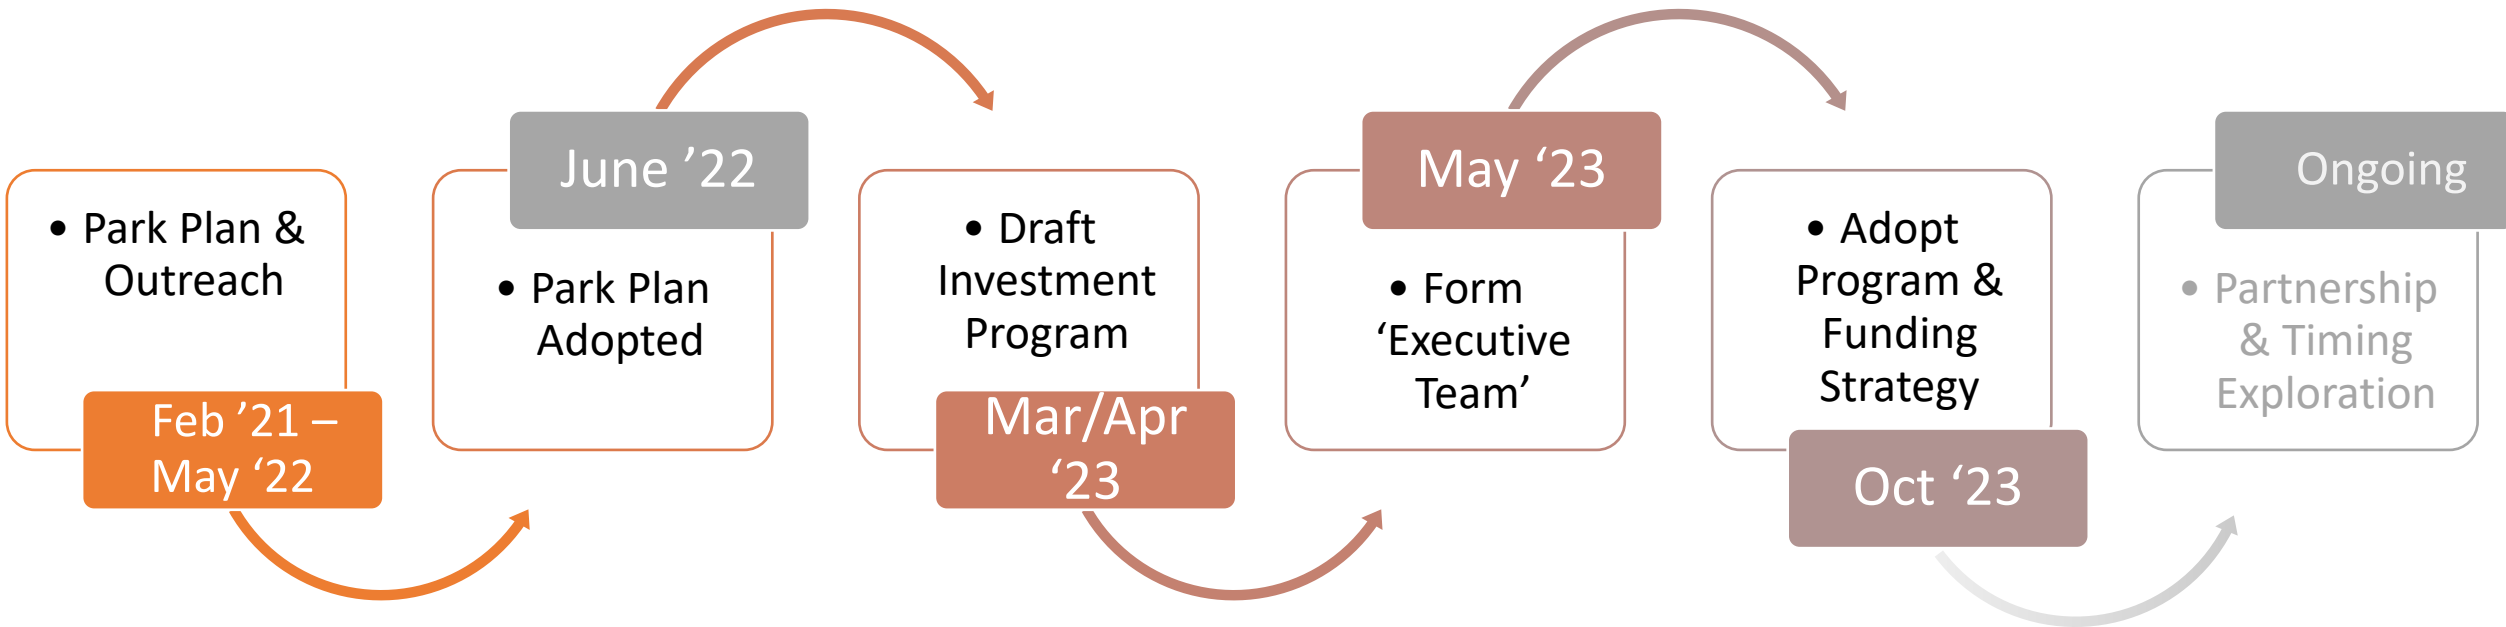 • Park Plan &
Outreach
Feb ’21 –
May ‘22
June ’22
• Park Plan
Adopted
• Draft
Investment
Program
Mar/Apr
‘23
May ‘23
• Form
‘Executive
Team’
• Adopt
Program &
Funding
Strategy
Oct ‘23
Ongoing
• Partnership
& Timing
Exploration